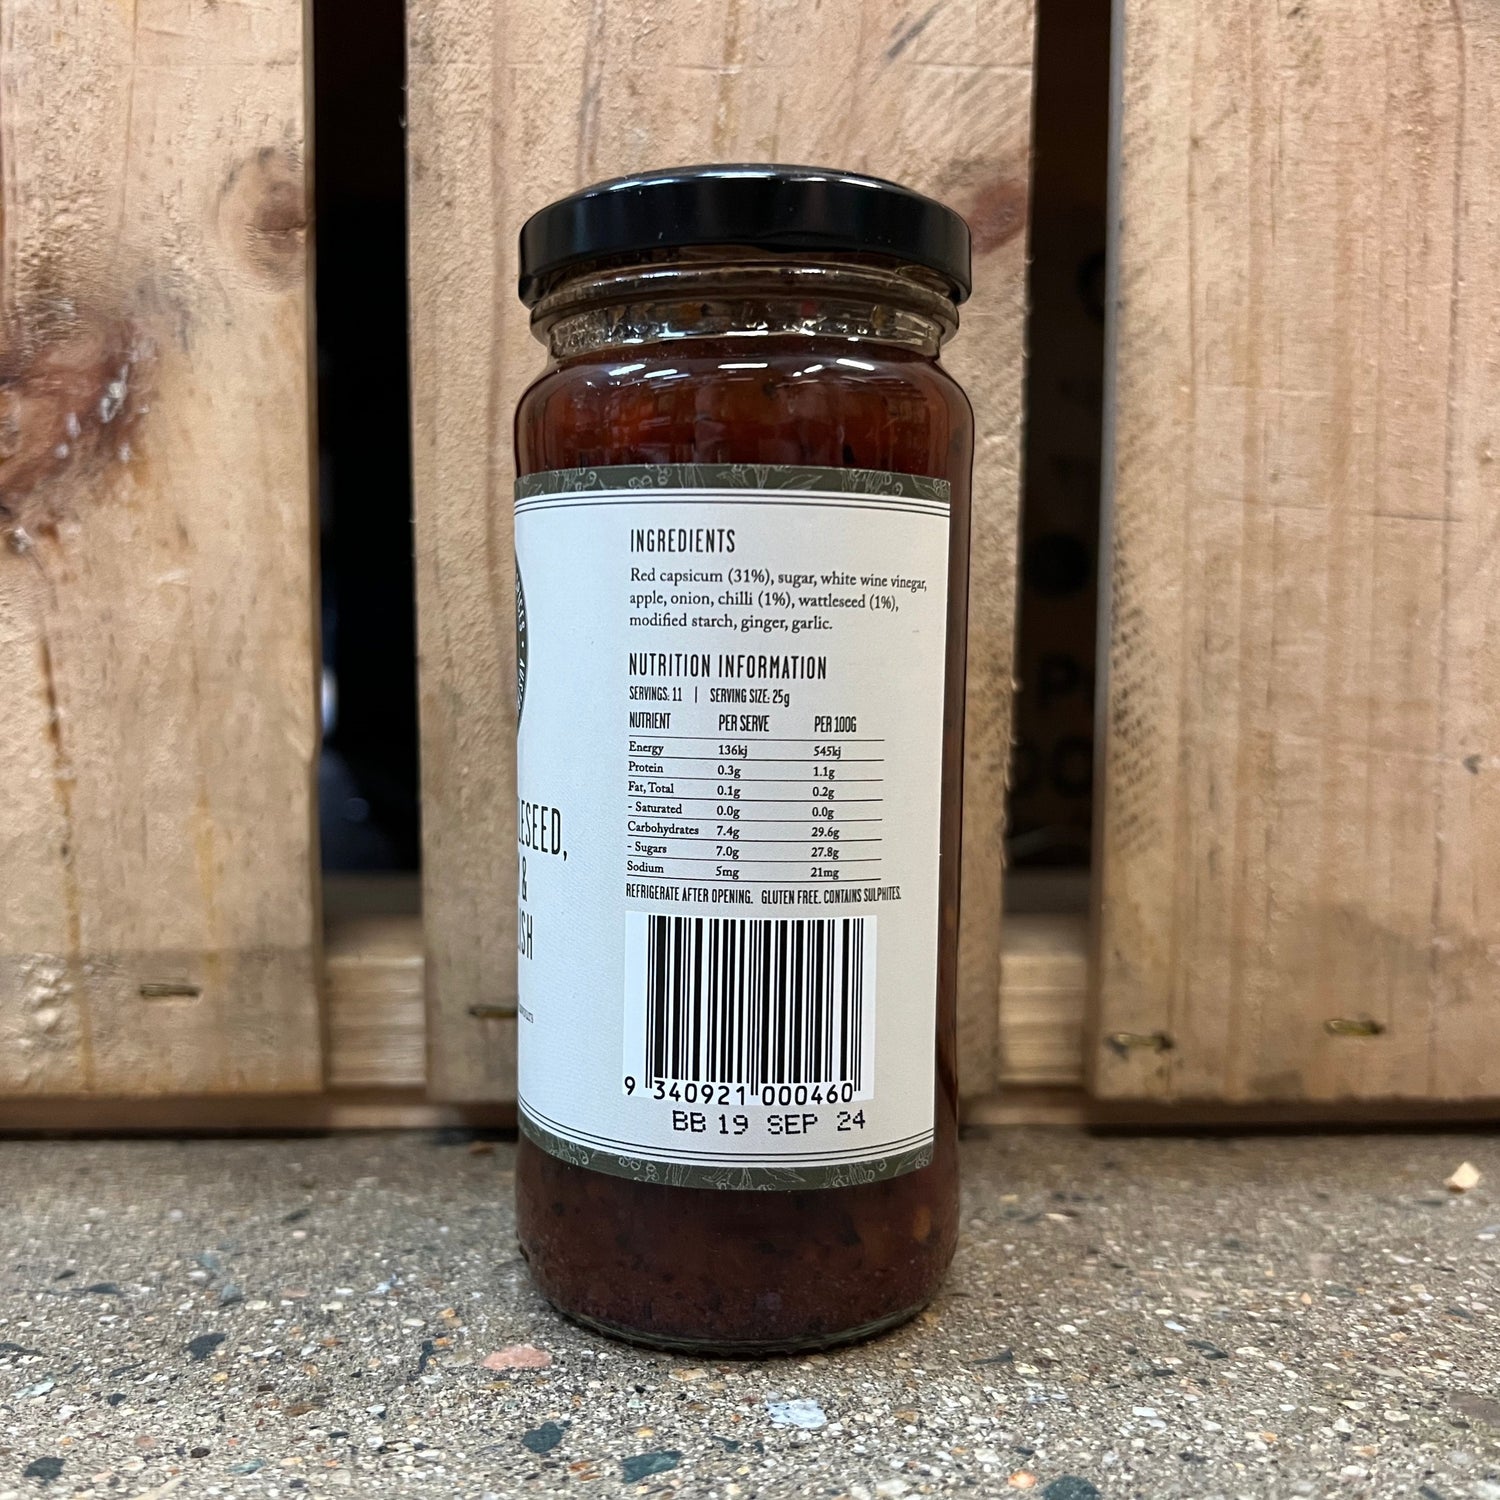 INGREDIENTS
Red capsicum (31%), sugar, white wine vinegar,
apple, onion, chilli (1%), wattleseed (1%),
modified starch, ginger, garlic.
NUTRITION INFORMATION
SERVINGS: 11 | SERVING SIZE: 25g
NUTRIENT PER SERVE PER 100G
Energy 136kj 545kj
Protein 0.3g 1.1g
Fat, Total 0.1g 0.2g
- Saturated 0.0g 0.0g
Carbohydrates 7.4g 29.6g
- Sugars 7.0g 27.8g
Sodium 5mg 21mg
REFRIGERATE AFTER OPENING. GLUTEN FREE. CONTAINS SULPHITES.
9 340921 000460
BB 19 SEP 24
LESEED,
&
ISH